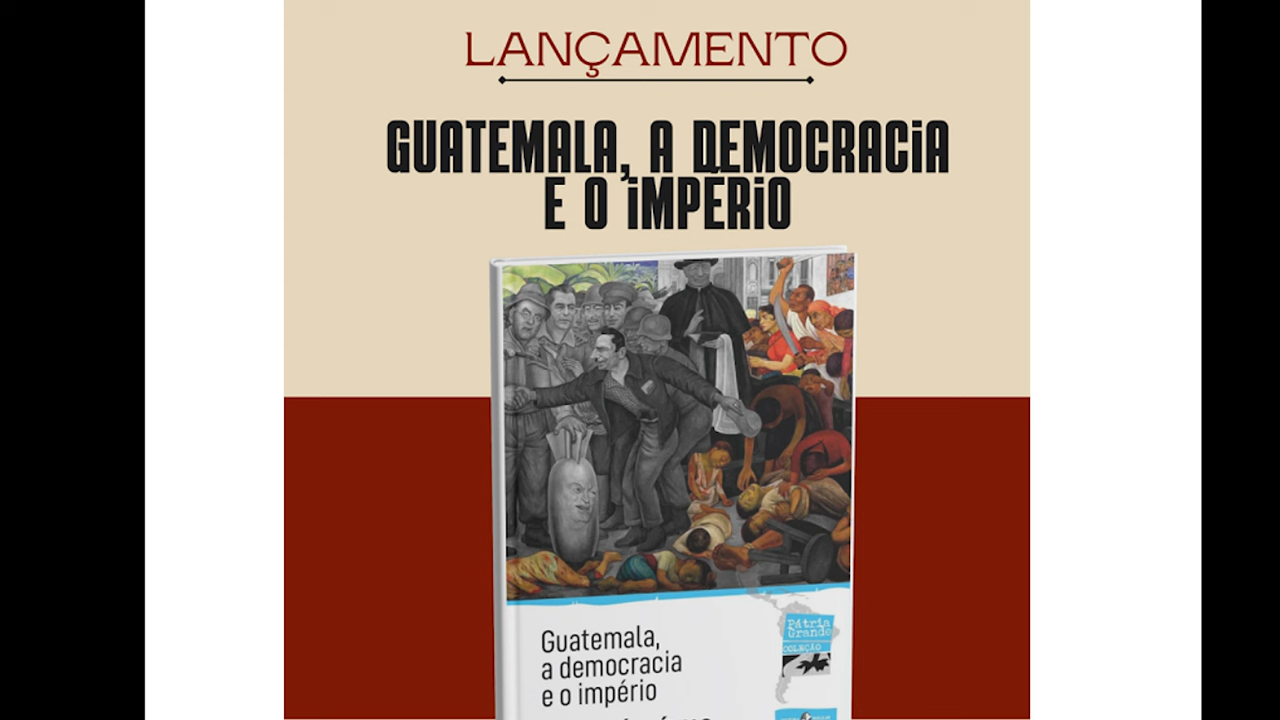 LANÇAMENTO
GUATEMALA, A DEMOCRACIA
E O IMPÉRIO
Guatemala,
a democracia
e o império
Pátria
Grande
COLEÇÃO